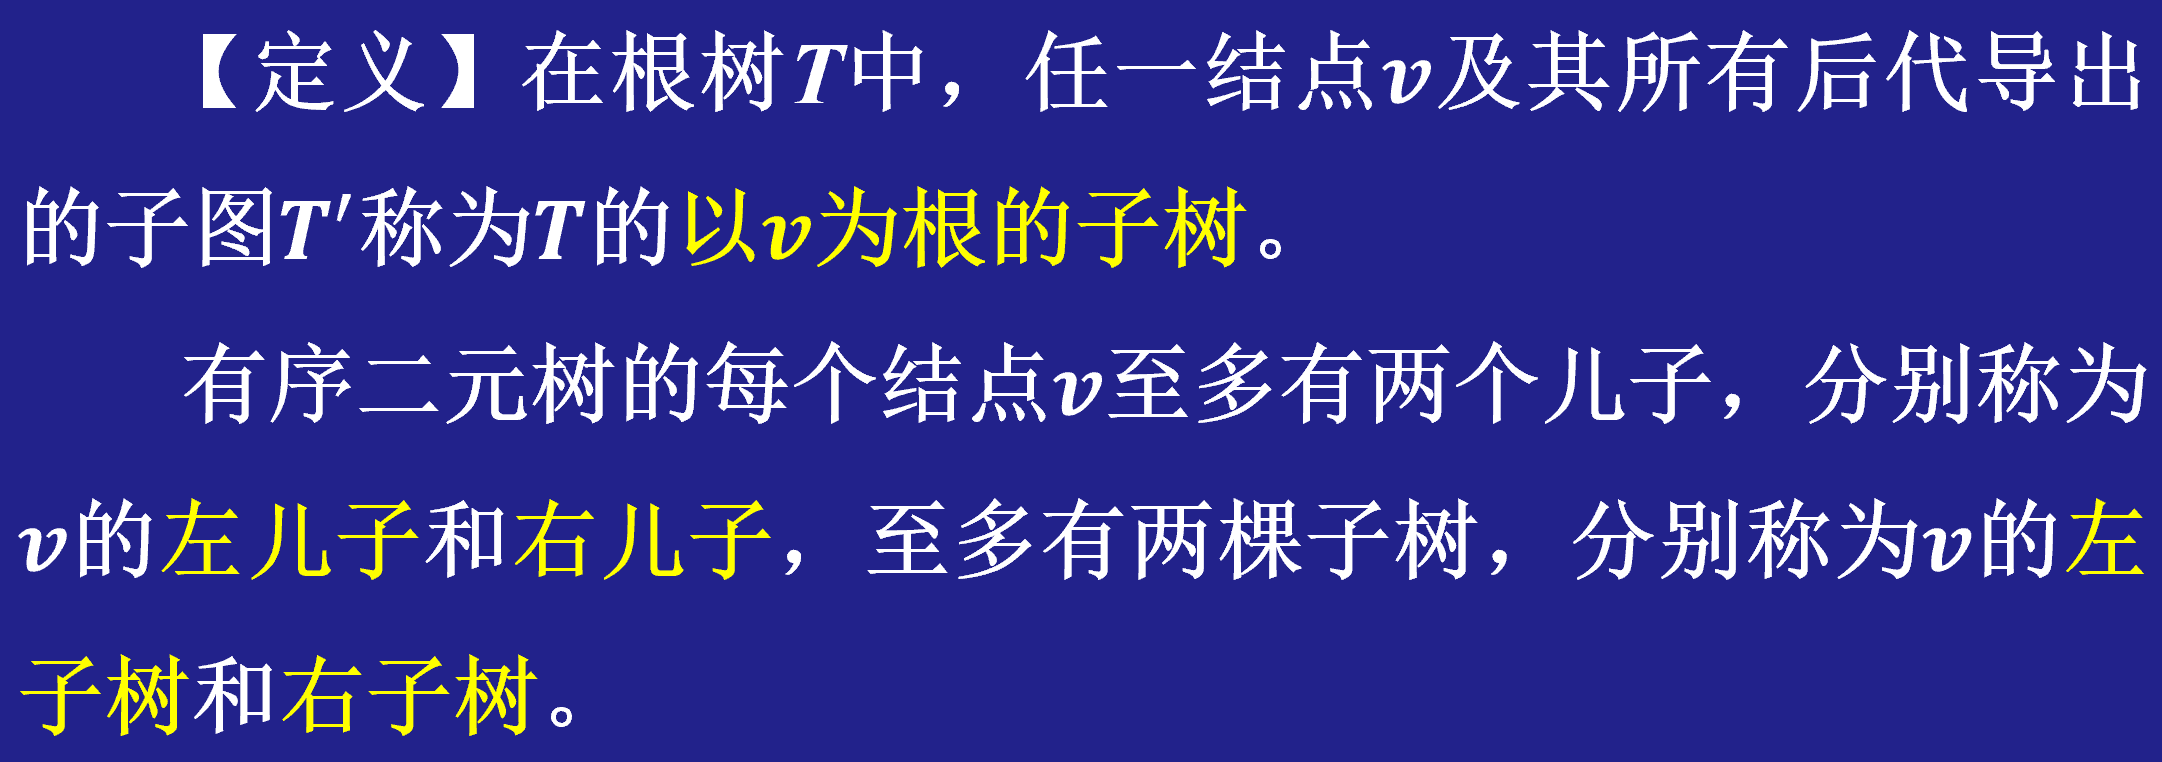 【定义】在根树T中，任一结点v及其所有后代导出
的子图T′称为T的以v为根的子树。
有序二元树的每个结点v至多有两个儿子，分别称为
v的左儿子和右儿子，至多有两棵子树，分别称为v的左
子树和右子树。